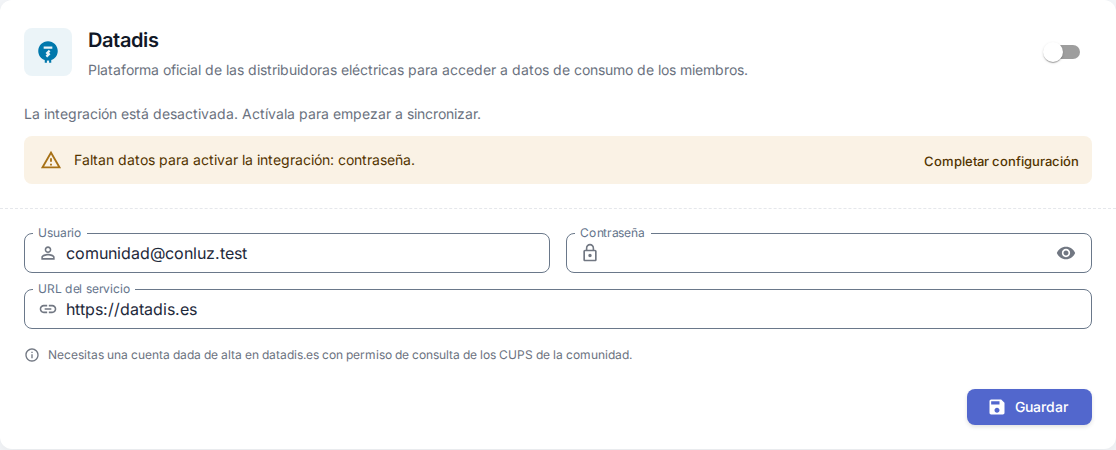 Datadis
Plataforma oficial de las distribuidoras eléctricas para acceder a datos de consumo de los miembros.
La integración está desactivada. Actívala para empezar a sincronizar.
Faltan datos para activar la integración: contraseña.
Completar configuración
Usuario
comunidad@conluz.test
Contraseña
URL del servicio
https://datadis.es
Necesitas una cuenta dada de alta en datadis.es con permiso de consulta de los CUPS de la comunidad.
Guardar